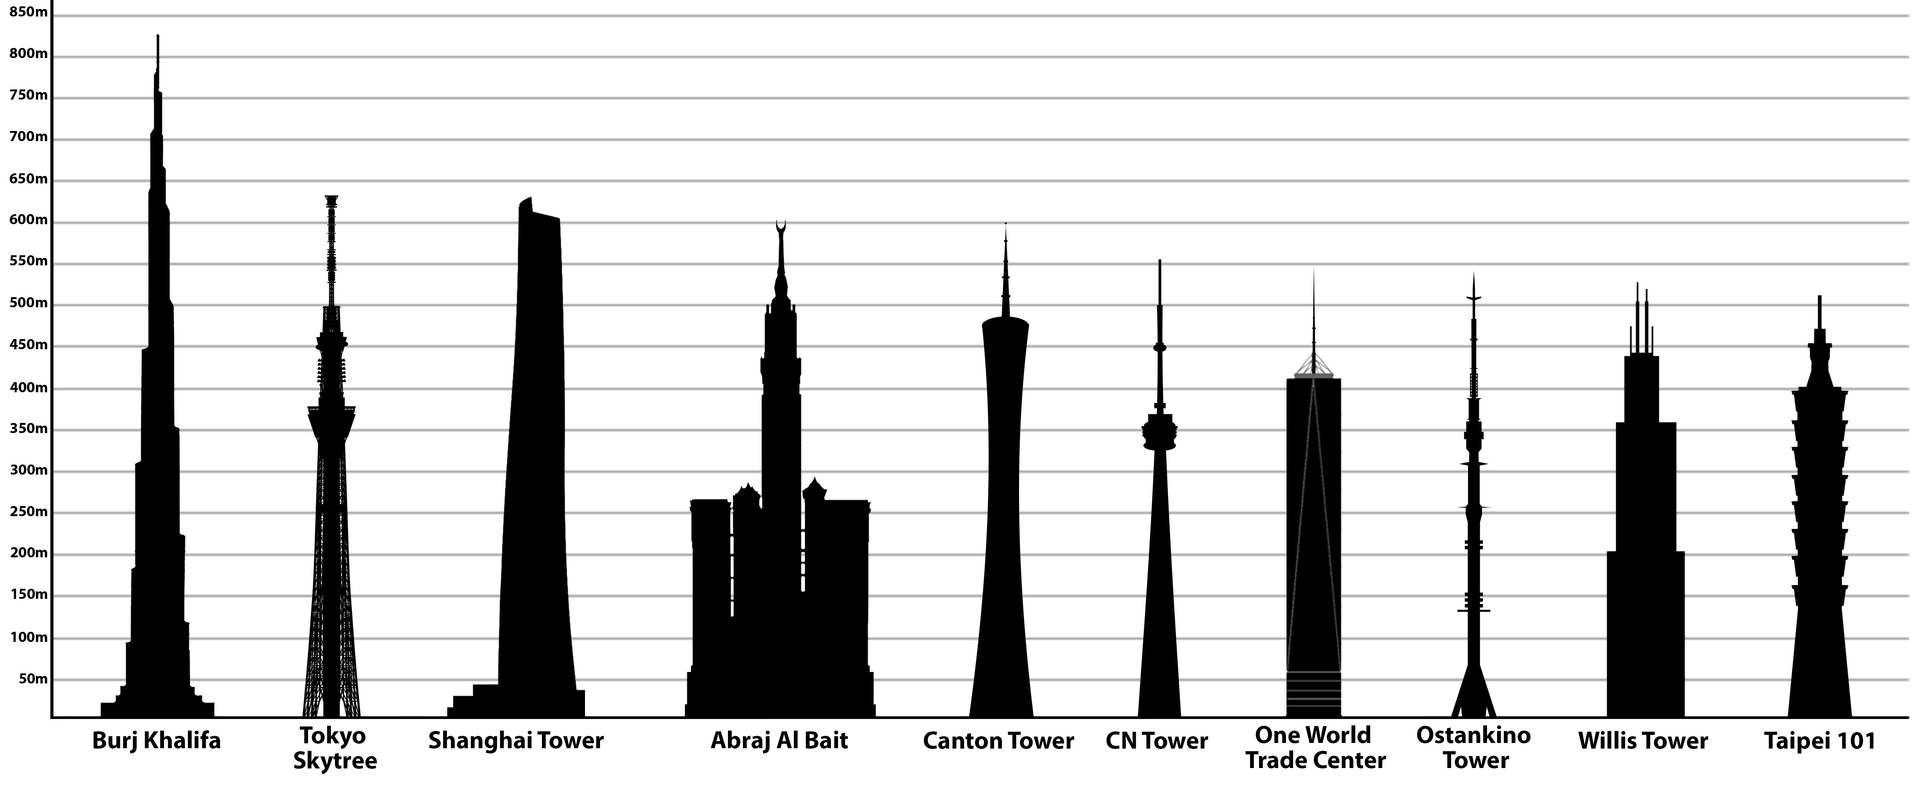 850m
800m
750m
700m
650m
600m
550m
500m
450m
400m
350m
300m
250m
200m
150m
100m
50m
Burj Khalifa
Tokyo
Skytree
Shanghai Tower
Abraj Al Bait
Canton Tower
CN Tower
One World
Trade Center
Ostankino
Tower
Willis Tower
Taipei 101